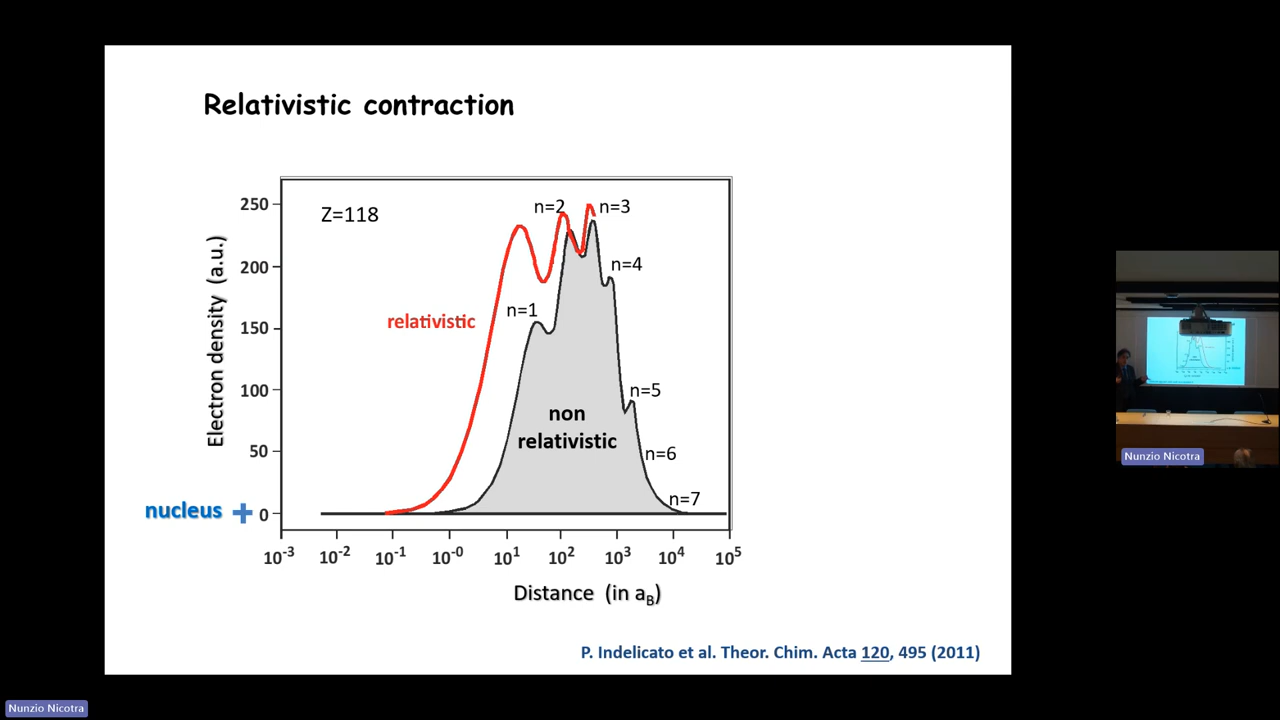 Relativistic contraction
Z=118
250
200
150
100
50
0
Electron density (a.u.)
n=1
n=2
n=3
n=4
n=5
n=6
n=7
relativistic
non
relativistic
nucleus +
10-3 10-2 10-1 10-0 101 102 103 104 105
Distance (in aB)
P. Indelicato et al. Theor. Chim. Acta 120, 495 (2011)
Nunzio Nicotra
Nunzio Nicotra